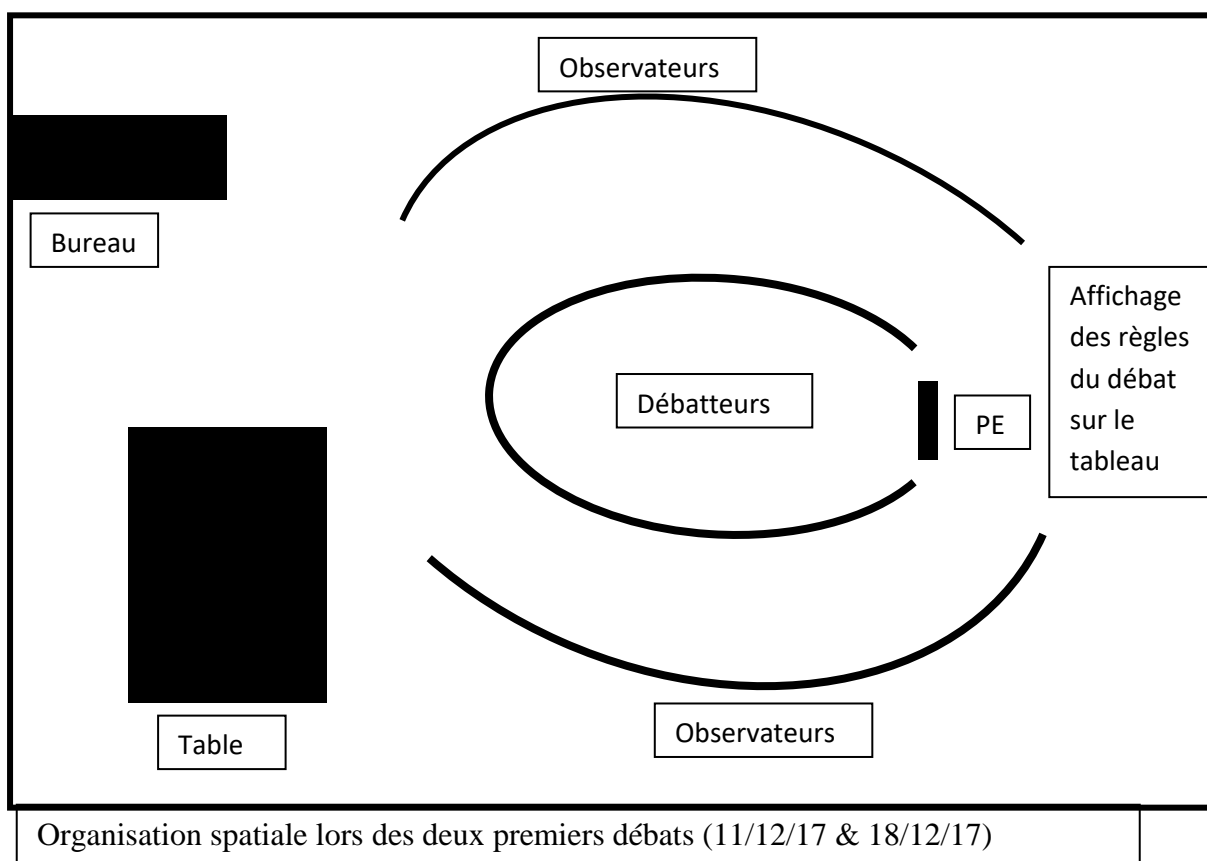 Observateurs
Bureau
Affichage
des règles
du débat
sur le
tableau
Débatteurs
PE
Observateurs
Table
Organisation spatiale lors des deux premiers débats (11/12/17 & 18/12/17)